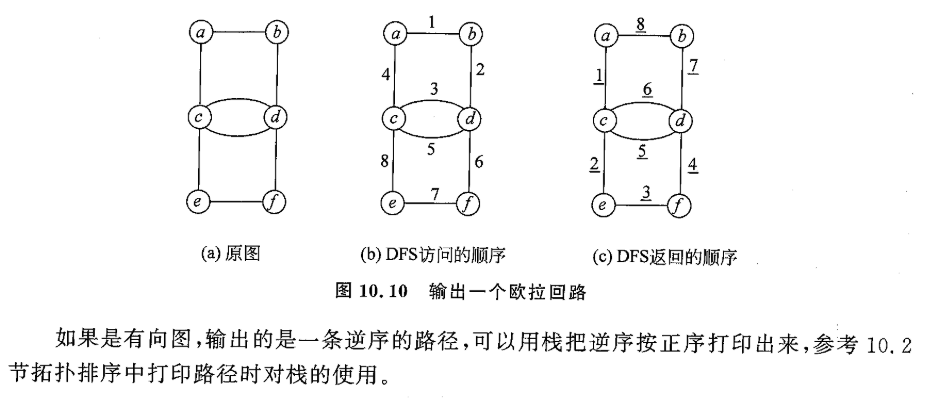 a b c d e f
a 1 b 4 2 3 c d 5 8 6 e 7 f
a 8 b 1 7 6 c d 5 2 4 e 3 f
(a) 原图 (b) DFS访问的顺序 (c) DFS返回的顺序
图 10.10 输出一个欧拉回路
如果是有向图,输出的是一条逆序的路径,可以用栈把逆序按正序打印出来,参考 10.2
节拓扑排序中打印路径时对栈的使用。